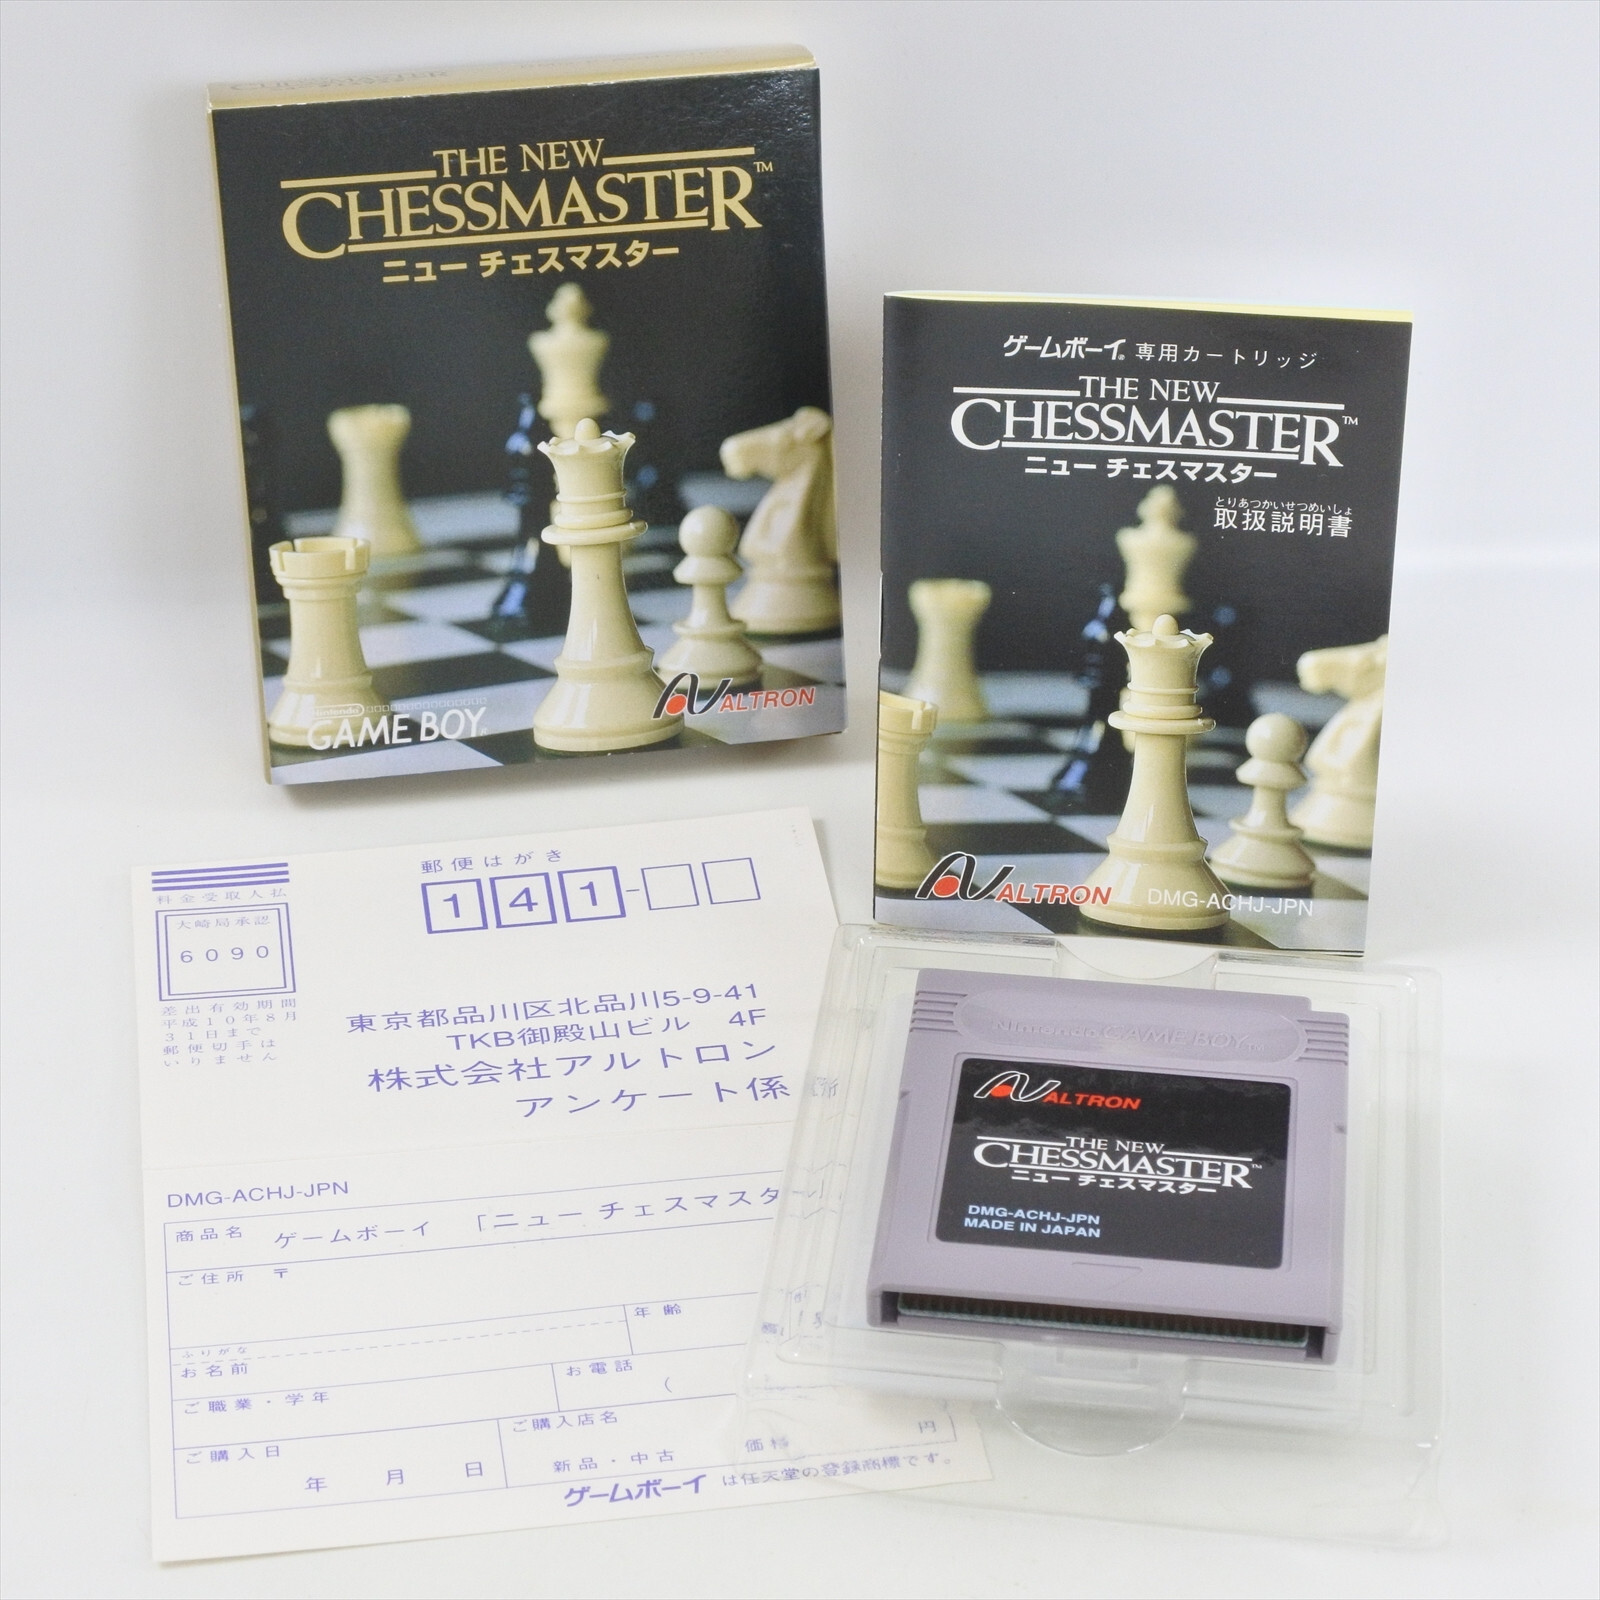 THE NEW
CHESSMASTER™
ニュー チェスマスター
Nintendo
GAME BOY
ALTRON
ゲームボーイ® 専用カートリッジ
THE NEW
CHESSMASTER™
ニュー チェスマスター
とりあつかいせつめいしょ
取扱説明書
ALTRON
DMG-ACHJ-JPN
料金受取人払
大崎局承認
6090
差出有効期間
平成10年8月
31日まで
郵便切手は
いりません
郵便はがき
141-
東京都品川区北品川5-9-41
TKB御殿山ビル 4F
株式会社アルトロン
アンケート係
DMG-ACHJ-JPN
商品名 ゲームボーイ 「ニュー チェスマスター
ご住所 〒
年齢
ふりがな
お名前
お電話
(
ご職業・学年
ご購入日
年 月 日
ご購入店名
新品・中古 価格 円
ゲームボーイ は任天堂の登録商標です。
Nintendo GAME BOY™
ALTRON
THE NEW
CHESSMASTER™
ニュー チェスマスター
DMG-ACHJ-JPN
MADE IN JAPAN